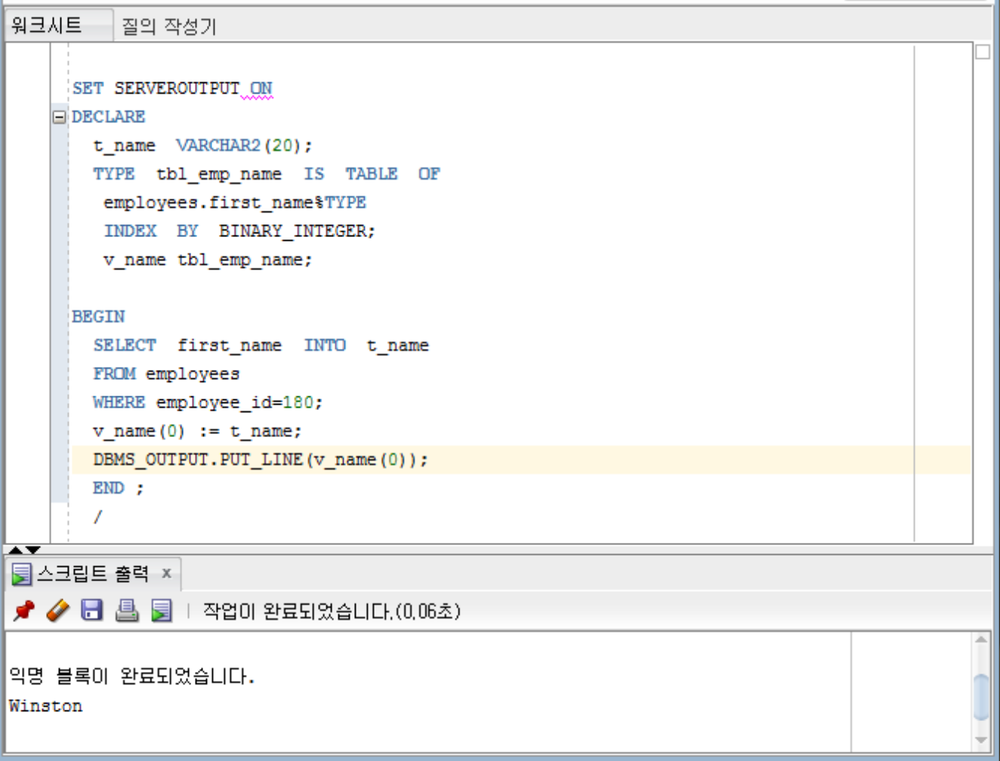 워크시트 질의 작성기
SET SERVEROUTPUT ON
DECLARE
t_name VARCHAR2(20);
TYPE tbl_emp_name IS TABLE OF
employees.first_name%TYPE
INDEX BY BINARY_INTEGER;
v_name tbl_emp_name;
BEGIN
SELECT first_name INTO t_name
FROM employees
WHERE employee_id=180;
v_name(0) := t_name;
DBMS_OUTPUT.PUT_LINE(v_name(0));
END ;
/
스크립트 출력 x
작업이 완료되었습니다.(0.06초)
익명 블록이 완료되었습니다.
Winston